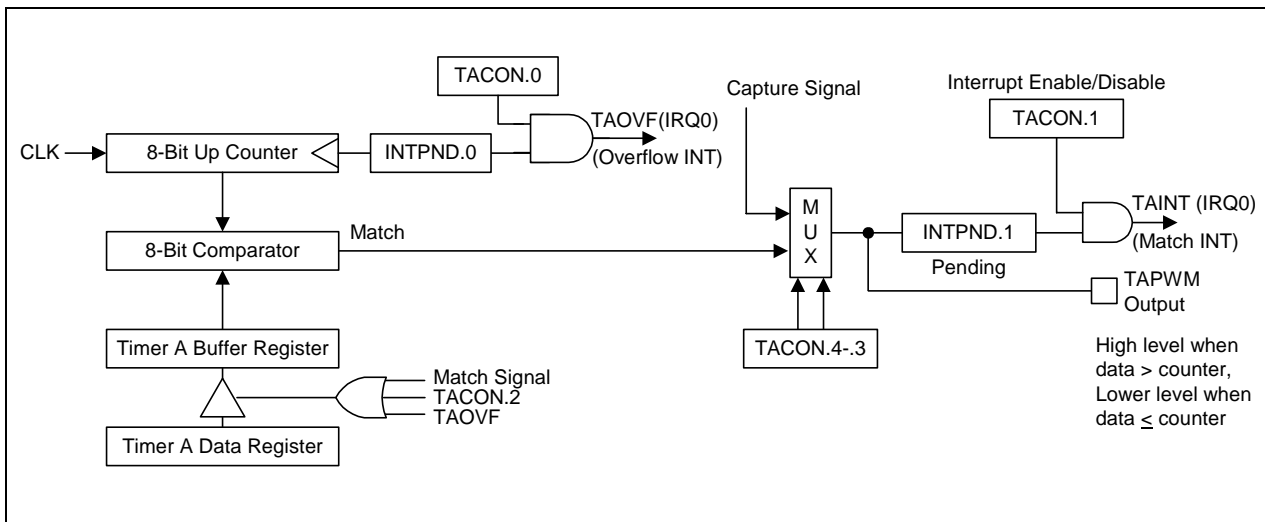 TACON.0
Capture Signal
Interrupt Enable/Disable
TACON.1
CLK
8-Bit Up Counter
INTPND.0
TAOVF(IRQ0)
(Overflow INT)
M
U
X
TAINT (IRQ0)
(Match INT)
8-Bit Comparator
Match
INTPND.1
Pending
TAPWM
Output
Timer A Buffer Register
TACON.4-.3
High level when
data > counter,
Lower level when
data ≤ counter
Match Signal
TACON.2
TAOVF
Timer A Data Register